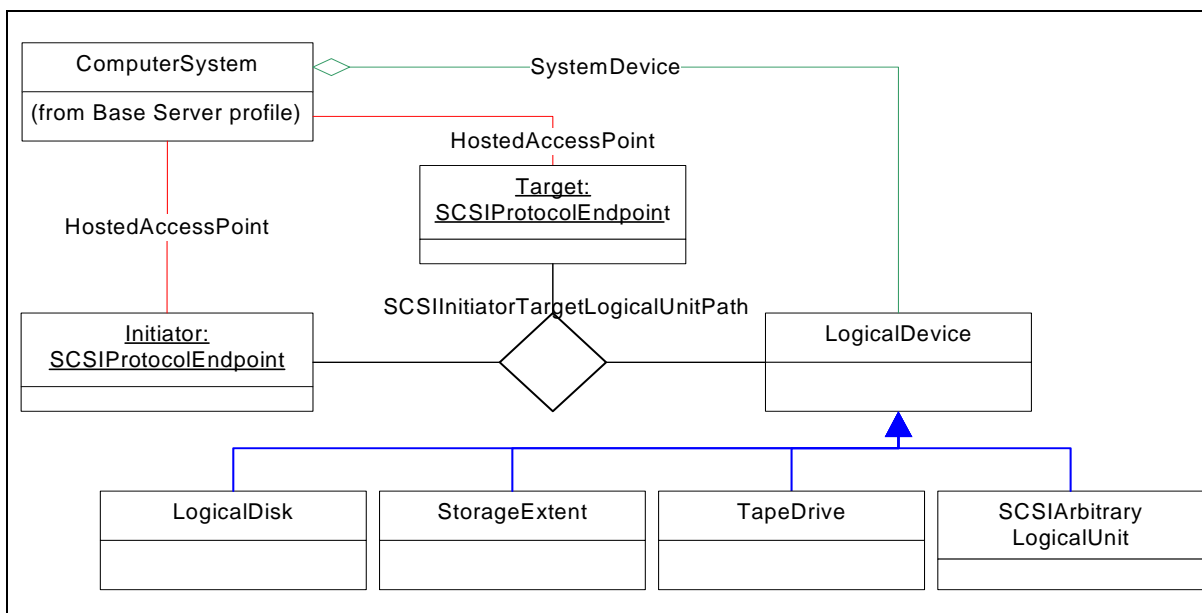 ComputerSystem
(from Base Server profile)
SystemDevice
HostedAccessPoint
HostedAccessPoint
Target:
SCSIProtocolEndpoint
SCSIInitiatorTargetLogicalUnitPath
Initiator:
SCSIProtocolEndpoint
LogicalDevice
LogicalDisk
StorageExtent
TapeDrive
SCSIArbitrary
LogicalUnit